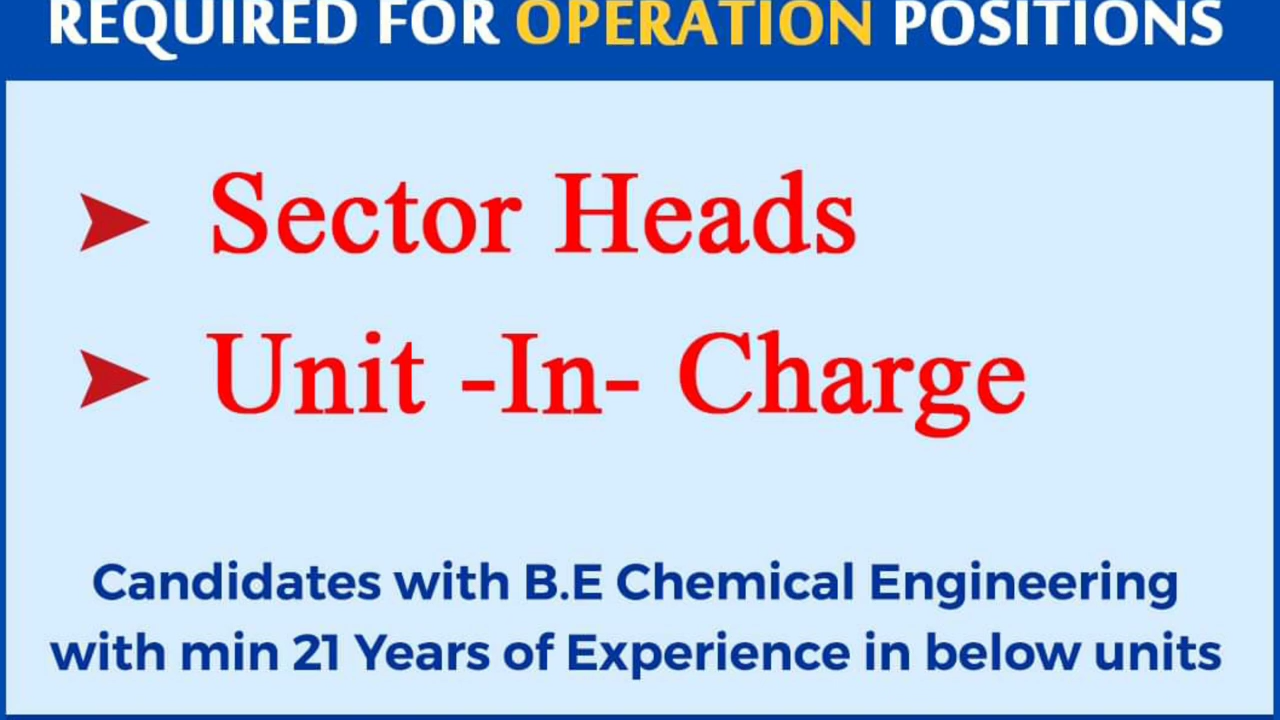 REQUIRED FOR OPERATION POSITIONS
Sector Heads
Unit -In- Charge
Candidates with B.E Chemical Engineering
with min 21 Years of Experience in below units